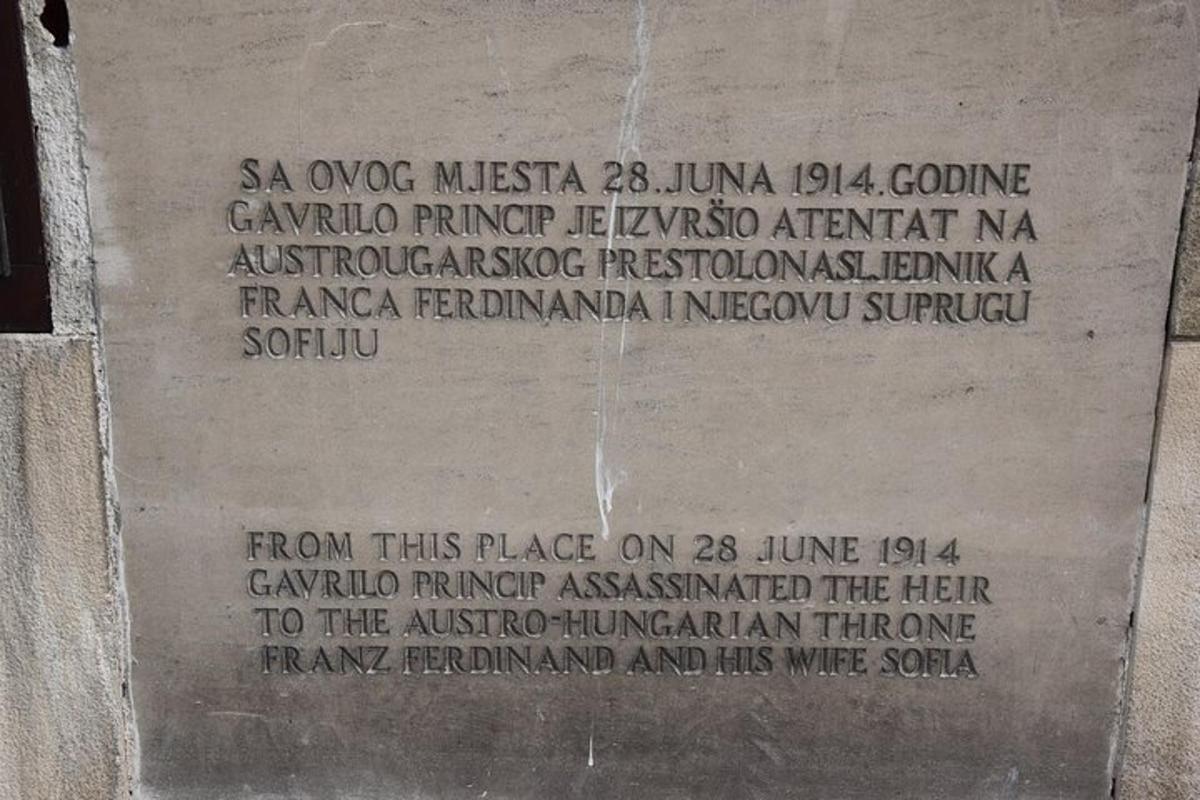 SA OVOG MJESTA 28. JUNA 1914. GODINE
GAVRILO PRINCIP JE IZVRŠIO ATENTAT NA
AUSTROUGARSKOG PRESTOLONASLJEDNIKA
FRANCA FERDINANDA I NJEGOVU SUPRUGU
SOFIJU
FROM THIS PLACE ON 28 JUNE 1914
GAVRILO PRINCIP ASSASSINATED THE HEIR
TO THE AUSTRO-HUNGARIAN THRONE
FRANZ FERDINAND AND HIS WIFE SOFIA